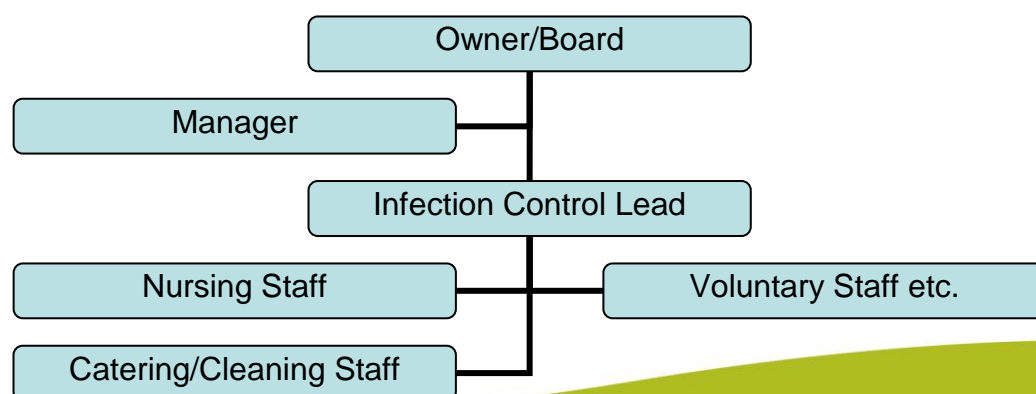 Owner/Board
Manager
Infection Control Lead
Nursing Staff
Voluntary Staff etc.
Catering/Cleaning Staff